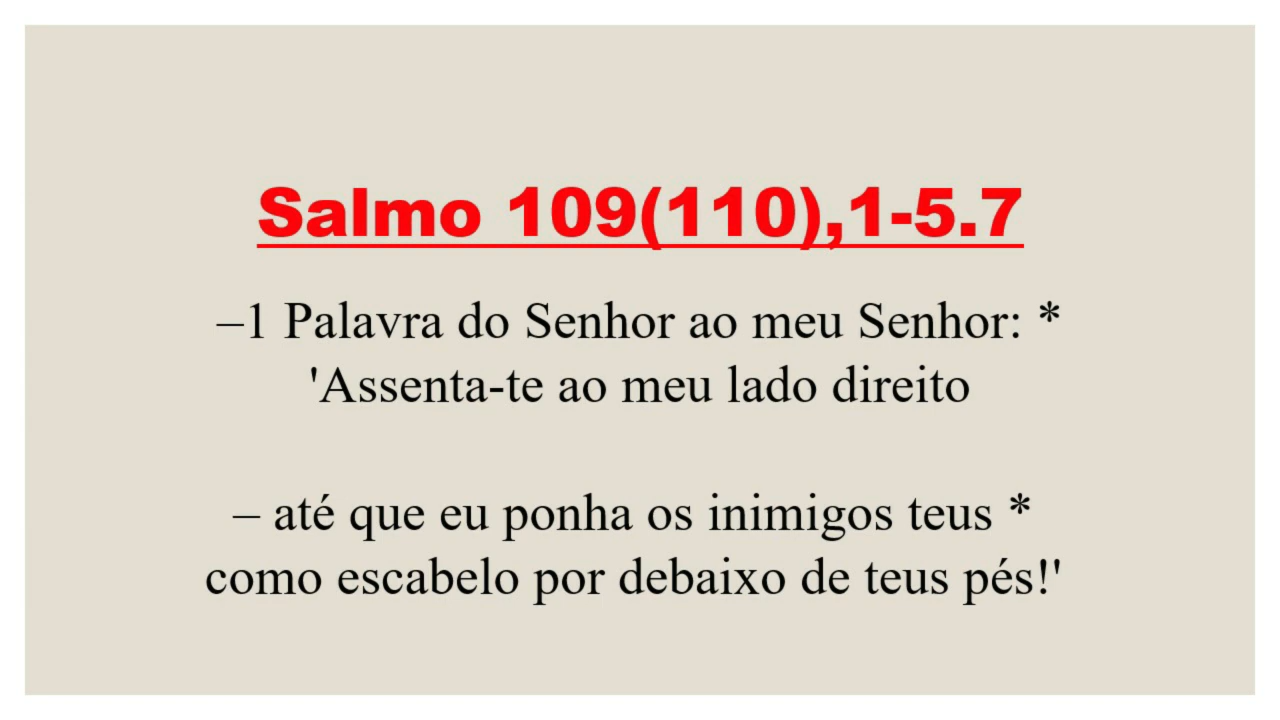 Salmo 109(110),1-5.7
–1 Palavra do Senhor ao meu Senhor: *
'Assenta-te ao meu lado direito
– até que eu ponha os inimigos teus *
como escabelo por debaixo de teus pés!'